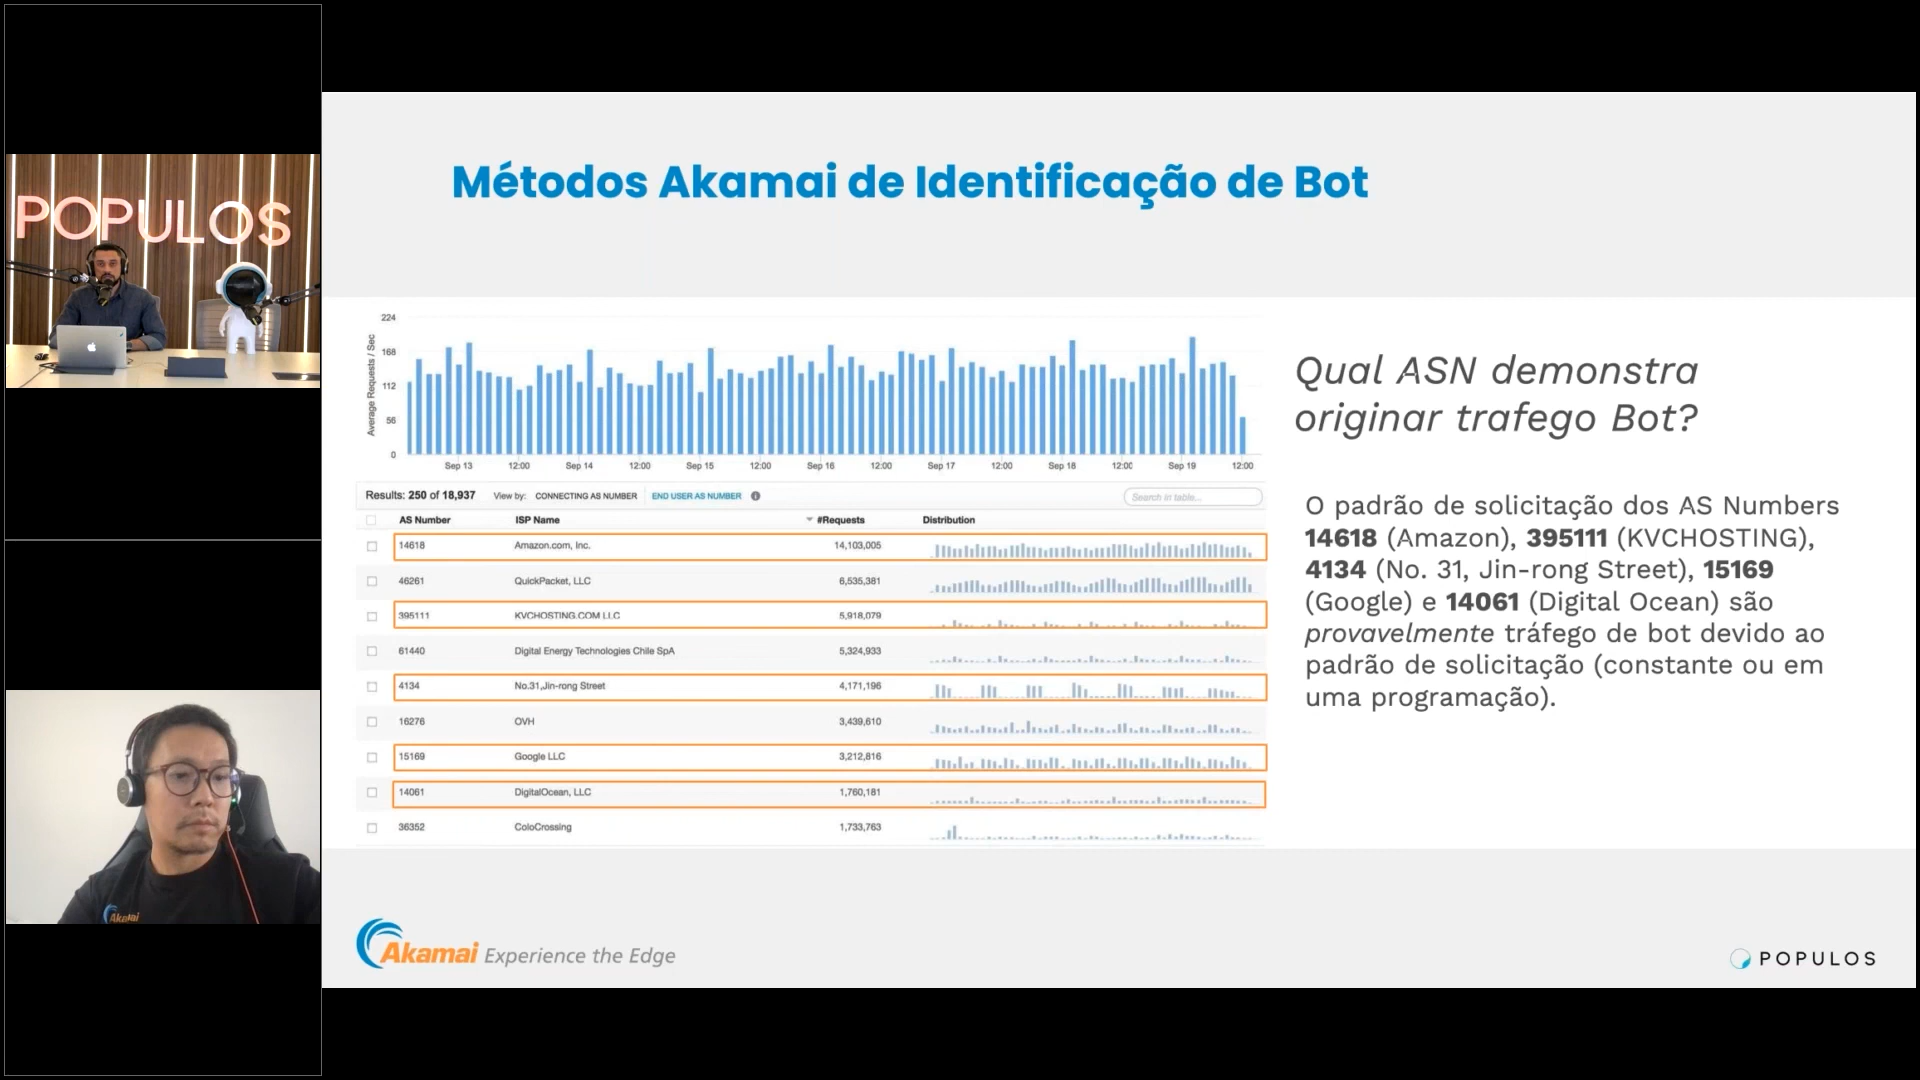 POPULOS
Akamai
Métodos Akamai de Identificação de Bot
Average Requests / Sec
224
168
112
56
0
Sep 13 12:00 Sep 14 12:00 Sep 15 12:00 Sep 16 12:00 Sep 17 12:00 Sep 18 12:00 Sep 19 12:00
Results: 250 of 18,937 View by: CONNECTING AS NUMBER END USER AS NUMBER Search in table...
AS Number ISP Name #Requests Distribution
14618 Amazon.com, Inc. 14,103,005
46261 QuickPacket, LLC 6,535,381
395111 KVCHOSTING.COM LLC 5,918,079
61440 Digital Energy Technologies Chile SpA 5,324,933
4134 No.31,Jin-rong Street 4,171,196
16276 OVH 3,439,610
15169 Google LLC 3,212,816
14061 DigitalOcean, LLC 1,760,181
36352 ColoCrossing 1,733,763
Qual ASN demonstra
originar trafego Bot?
O padrão de solicitação dos AS Numbers
14618 (Amazon), 395111 (KVCHOSTING),
4134 (No. 31, Jin-rong Street), 15169
(Google) e 14061 (Digital Ocean) são
provavelmente tráfego de bot devido ao
padrão de solicitação (constante ou em
uma programação).
Akamai Experience the Edge
POPULOS